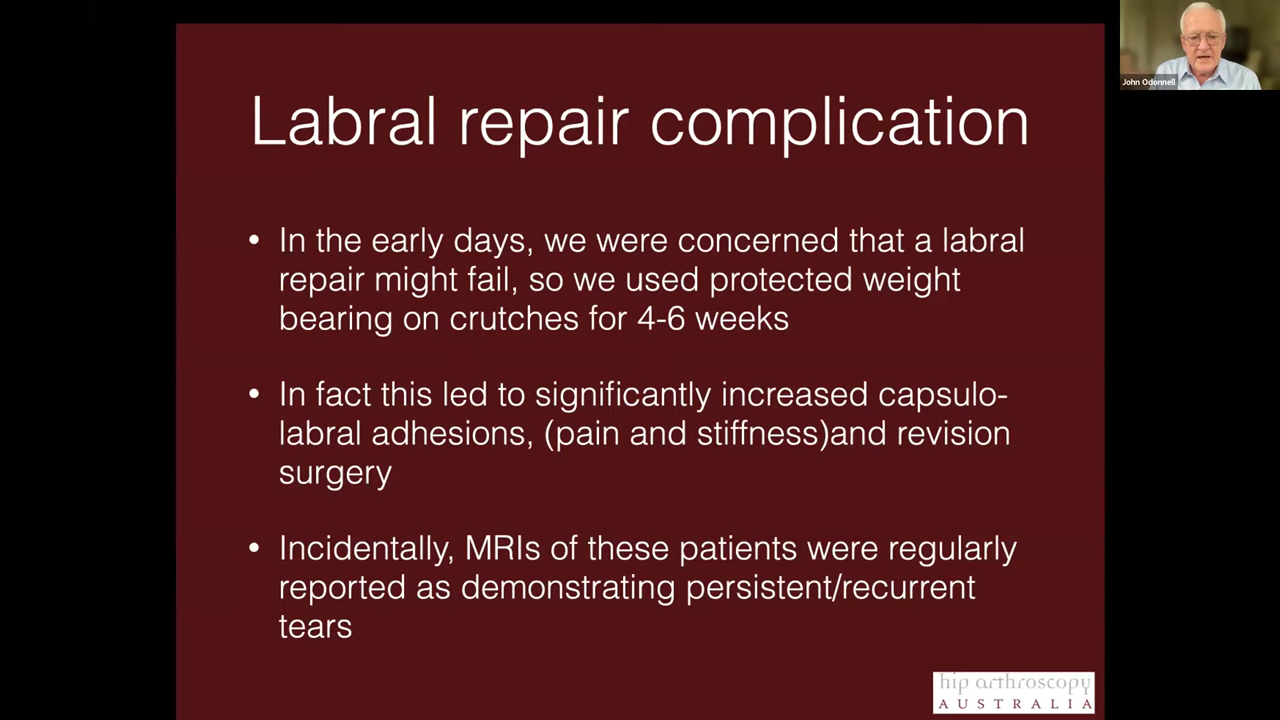 John Odonnell
Labral repair complication
• In the early days, we were concerned that a labral
repair might fail, so we used protected weight
bearing on crutches for 4-6 weeks
• In fact this led to significantly increased capsulo-
labral adhesions, (pain and stiffness)and revision
surgery
• Incidentally, MRIs of these patients were regularly
reported as demonstrating persistent/recurrent
tears
hip arthroscopy
AUSTRALIA